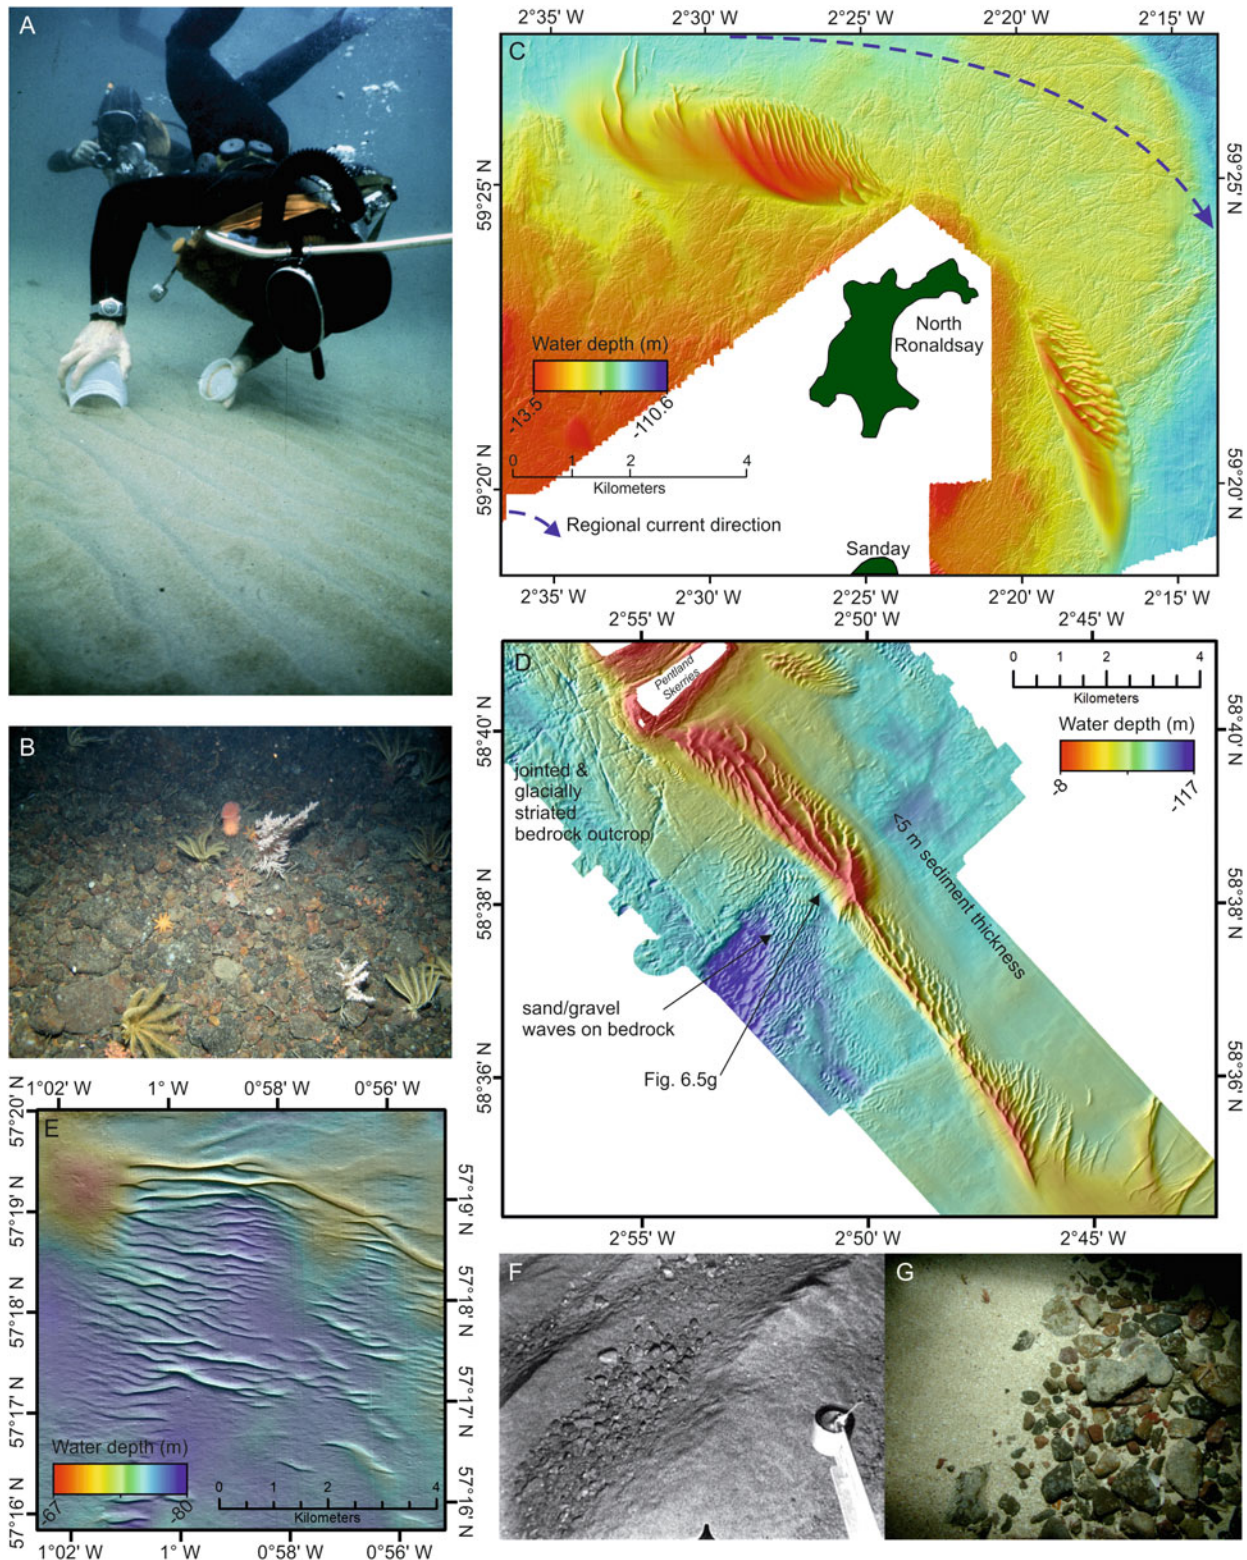 A
C
2°35' W
2°30' W
2°25' W
2°20' W
2°15' W
59°25' N
59°25' N
North
Ronaldsay
Water depth (m)
-13.5
-110.6
0
1
2
4
Kilometers
59°20' N
59°20' N
Regional current direction
Sanday
2°35' W
2°30' W
2°25' W
2°20' W
2°15' W
B
2°55' W
2°50' W
2°45' W
D
Pentland
Skerries
0
1
2
4
Kilometers
Water depth (m)
-8
-117
58°40' N
58°40' N
jointed &
glacially
striated
bedrock outcrop
<5 m sediment thickness
58°38' N
58°38' N
sand/gravel
waves on bedrock
Fig. 6.5g
58°36' N
58°36' N
2°55' W
2°50' W
2°45' W
1°02' W
1° W
0°58' W
0°56' W
E
57°20' N
57°19' N
57°19' N
57°18' N
57°18' N
57°17' N
57°17' N
57°16' N
57°16' N
Water depth (m)
-67
-80
0
1
2
4
Kilometers
1°02' W
1° W
0°58' W
0°56' W
F
G